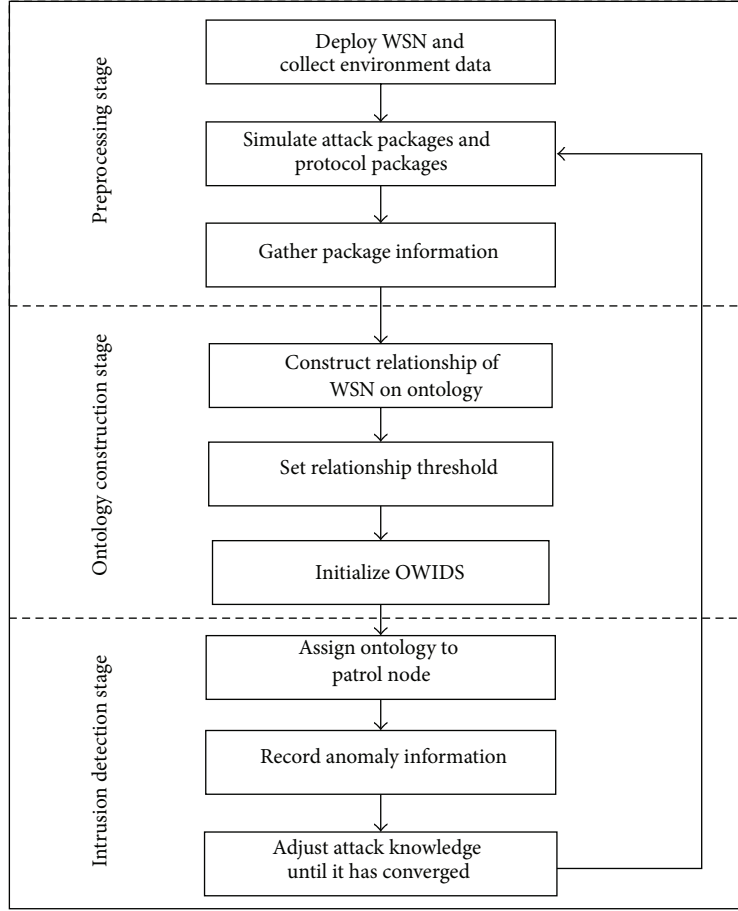 Preprocessing stage
Deploy WSN and
collect environment data
Simulate attack packages and
protocol packages
Gather package information
Ontology construction stage
Construct relationship of
WSN on ontology
Set relationship threshold
Initialize OWIDS
Intrusion detection stage
Assign ontology to
patrol node
Record anomaly information
Adjust attack knowledge
until it has converged